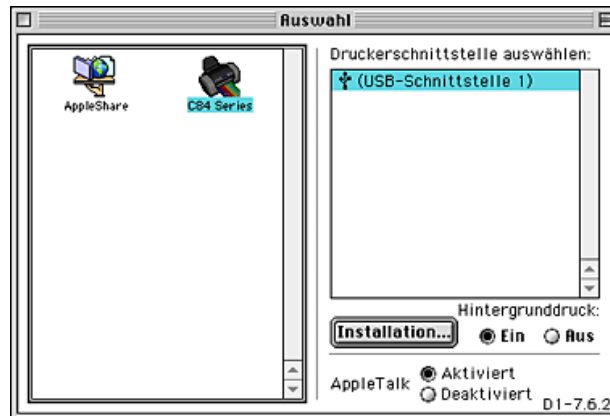 Auswahl
AppleShare
C84 Series
Druckerschnittstelle auswählen:
(USB-Schnittstelle 1)
Hintergrunddruck:
Installation...
Ein Aus
AppleTalk
Aktiviert
Deaktiviert
D1-7.6.2